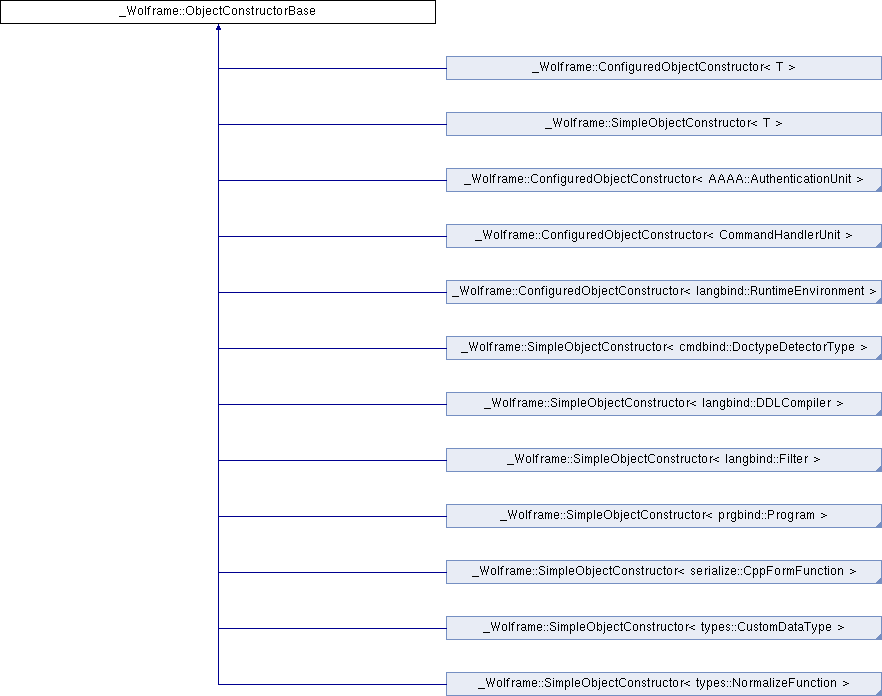 _Wolframe::ObjectConstructorBase
_Wolframe::ConfiguredObjectConstructor< T >
_Wolframe::SimpleObjectConstructor< T >
_Wolframe::ConfiguredObjectConstructor< AAAA::AuthenticationUnit >
_Wolframe::ConfiguredObjectConstructor< CommandHandlerUnit >
_Wolframe::ConfiguredObjectConstructor< langbind::RuntimeEnvironment >
_Wolframe::SimpleObjectConstructor< cmdbind::DoctypeDetectorType >
_Wolframe::SimpleObjectConstructor< langbind::DDLCompiler >
_Wolframe::SimpleObjectConstructor< langbind::Filter >
_Wolframe::SimpleObjectConstructor< prgbind::Program >
_Wolframe::SimpleObjectConstructor< serialize::CppFormFunction >
_Wolframe::SimpleObjectConstructor< types::CustomDataType >
_Wolframe::SimpleObjectConstructor< types::NormalizeFunction >